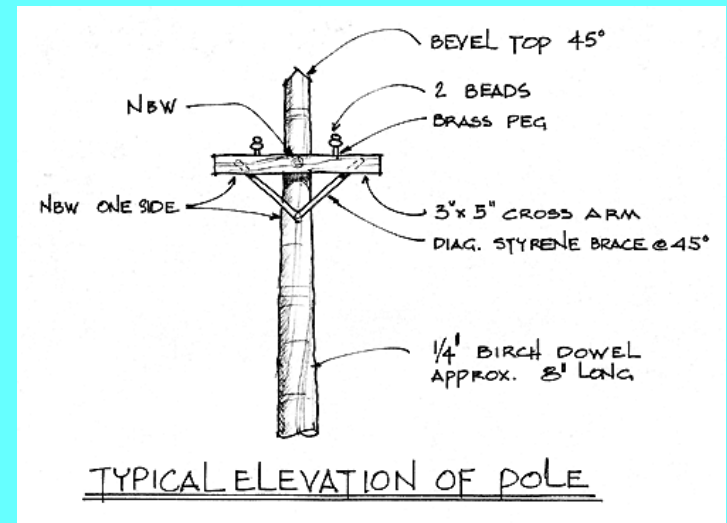 BEVEL TOP 45°
2 BEADS
NBW
BRASS PEG
NBW ONE SIDE
3"x 5" CROSS ARM
DIAG. STYRENE BRACE @ 45°
1/4' BIRCH DOWEL
APPROX. 8' LONG
TYPICAL ELEVATION OF POLE